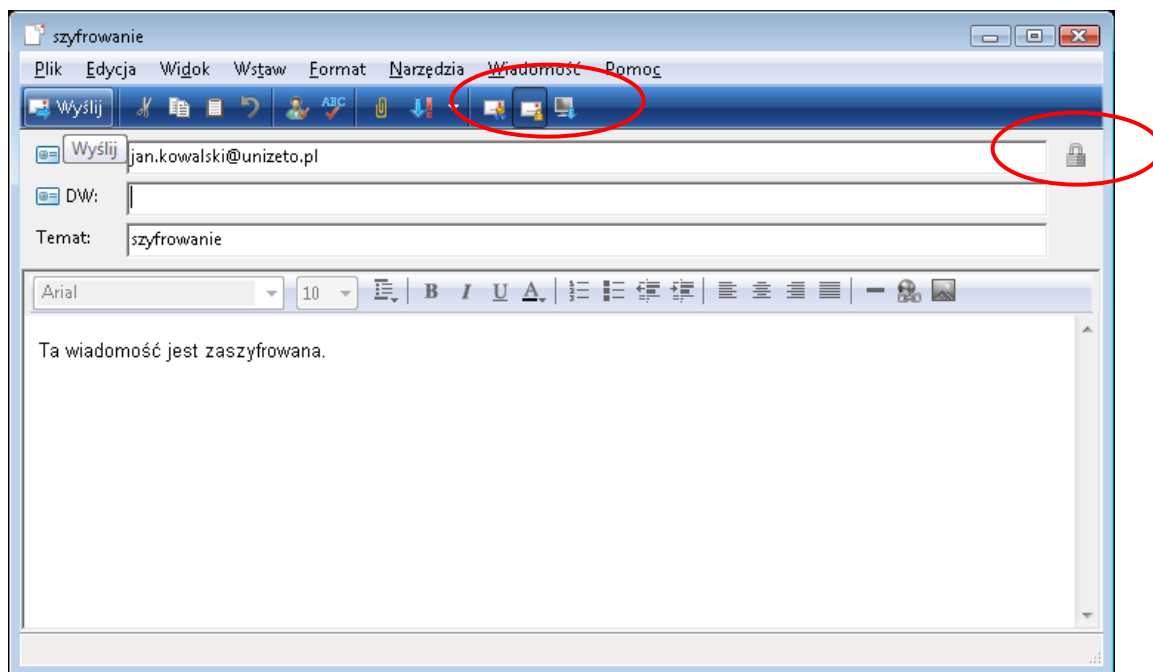 szyfrowanie
Plik Edycja Widok Wstaw Format Narzędzia Wiadomość Pomoc
Wyślij ABC
Wyślij jan.kowalski@unizeto.pl
DW:
Temat: szyfrowanie
Arial 10 B I U A
Ta wiadomość jest zaszyfrowana.